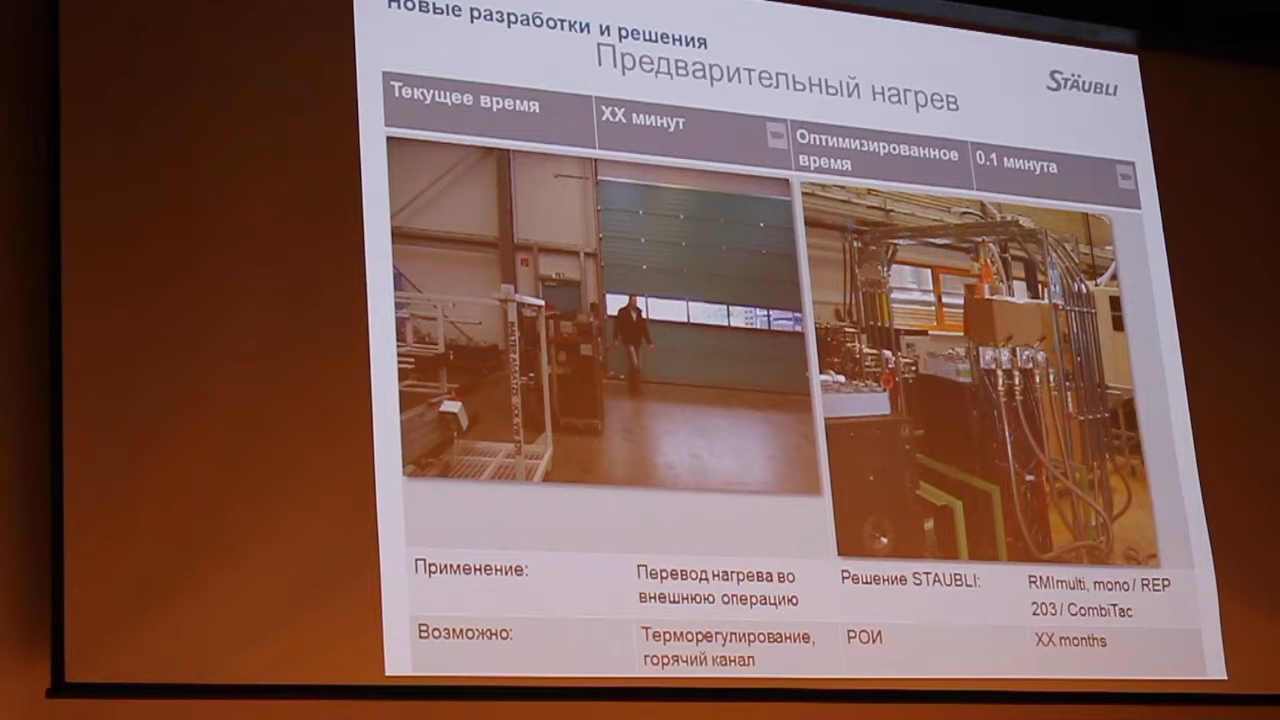 Новые разработки и решения
Предварительный нагрев
STÄUBLI
Текущее время
XX минут
Оптимизированное
время
0.1 минута
Применение:
Перевод нагрева во
внешнюю операцию
Решение STAUBLI:
RMImulti, mono / REP
203 / CombiTac
Возможно:
Терморегулирование,
горячий канал
РОИ
XX months